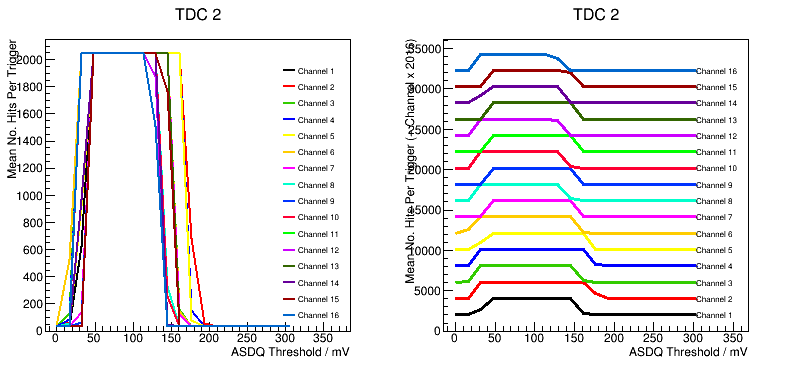 TDC 2
Mean No. Hits Per Trigger
2000
1800
1600
1400
1200
1000
800
600
400
200
0
0 50 100 150 200 250 300 350
ASDQ Threshold / mV
Channel 1
Channel 2
Channel 3
Channel 4
Channel 5
Channel 6
Channel 7
Channel 8
Channel 9
Channel 10
Channel 11
Channel 12
Channel 13
Channel 14
Channel 15
Channel 16
TDC 2
Mean No. Hits Per Trigger (+ Channel x 2016)
35000
30000
25000
20000
15000
10000
5000
0
0 50 100 150 200 250 300 350
ASDQ Threshold / mV
Channel 16
Channel 15
Channel 14
Channel 13
Channel 12
Channel 11
Channel 10
Channel 9
Channel 8
Channel 7
Channel 6
Channel 5
Channel 4
Channel 3
Channel 2
Channel 1